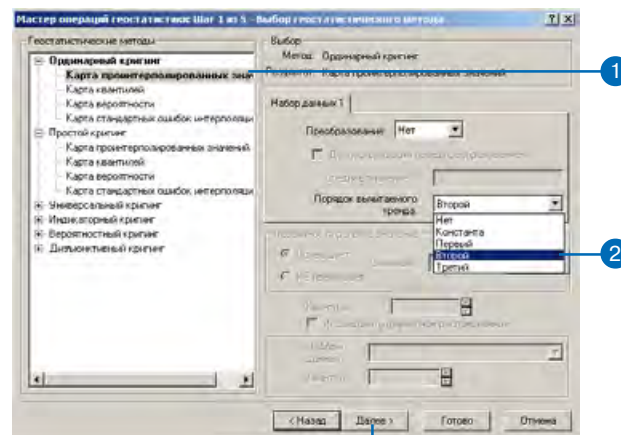 Мастер операций геостатистик: Шаг 1 из 5 - Выбор геостатистического метода
Геостатистические методы
Ординарный кригинг
Карта проинтерполированных знач
Карта квантилей
Карта вероятности
Карта стандартных ошибок интерполяци
Простой кригинг
Карта проинтерполированных значений
Карта квантилей
Карта вероятности
Карта стандартных ошибок интерполяци
Универсальный кригинг
Индикаторный кригинг
Вероятностный кригинг
Дизъюнктивный кригинг
Выбор
Метод: Ординарный кригинг
Карта проинтерполированных значений
1
Набор данных 1
Преобразование: Нет
Порядок вычитаемого тренда: Второй
Нет
Константа
Первый
Второй
Третий
2
< Назад
Далее >
Готово
Отмена